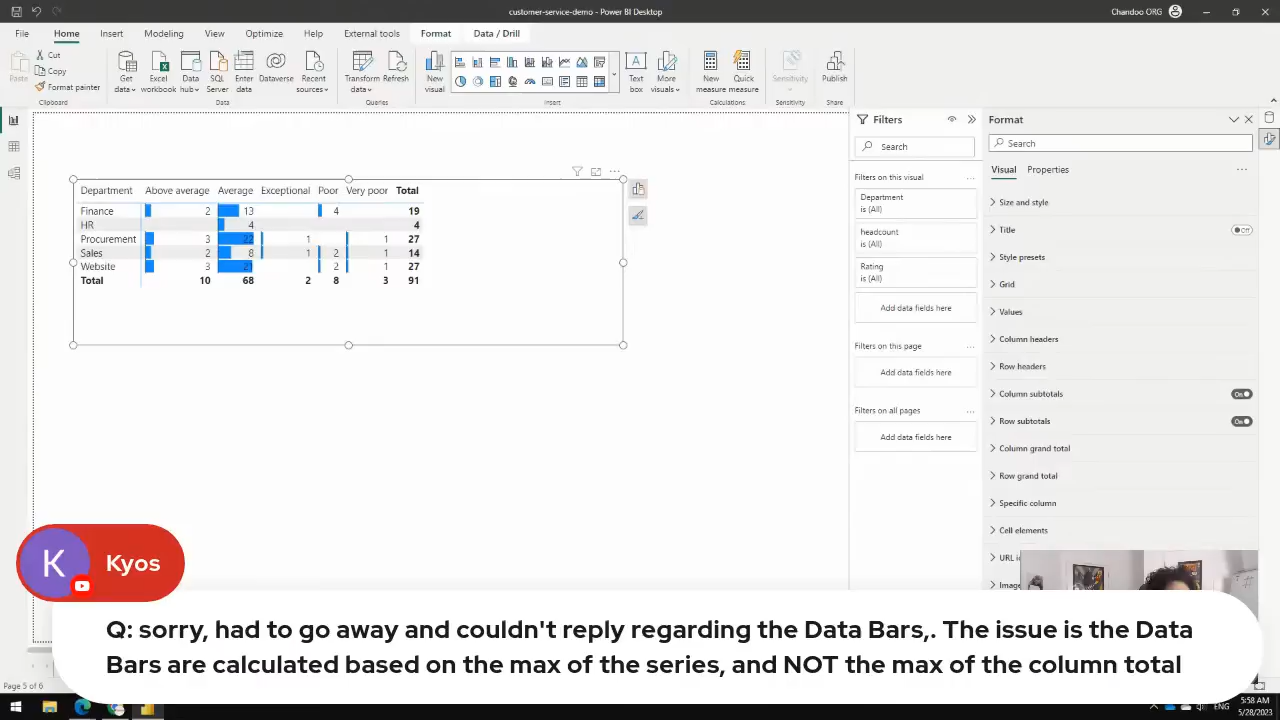 customer-service-demo - Power BI Desktop
Chandoo ORG
File Home Insert Modeling View Optimize Help External tools Format Data / Drill
Paste
Cut
Copy
Format painter
Get data
Excel workbook
Data hub
SQL Server
Enter data
Dataverse
Recent sources
Transform data
Refresh
New visual
Text box
More visuals
New measure
Quick measure
Sensitivity
Publish
Clipboard Data Queries Insert Calculations Sensitivity Share
Department Above average Average Exceptional Poor Very poor Total
Finance 2 13 4 19
HR 4 4
Procurement 3 22 1 1 27
Sales 2 8 1 2 1 14
Website 3 21 2 1 27
Total 10 68 2 8 3 91
Filters
Search
Filters on this visual ...
Department
is (All)
headcount
is (All)
Rating
is (All)
Add data fields here
Filters on this page ...
Add data fields here
Filters on all pages ...
Add data fields here
Format
Search
Visual Properties ...
Size and style
Title Off
Style presets
Grid
Values
Column headers
Row headers
Column subtotals On
Row subtotals On
Column grand total
Row grand total
Specific column
Cell elements
URL i
Image
K Kyos
Q: sorry, had to go away and couldn't reply regarding the Data Bars,. The issue is the Data
Bars are calculated based on the max of the series, and NOT the max of the column total
Page 5 of 6
ENG
5:58 AM
5/28/2023